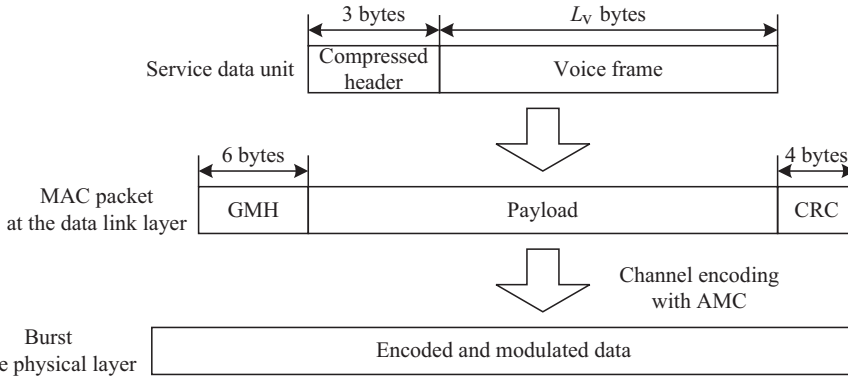 3 bytes
Lv bytes
Service data unit
Compressed
header
Voice frame
6 bytes
4 bytes
MAC packet
at the data link layer
GMH
Payload
CRC
Channel encoding
with AMC
Burst
physical layer
Encoded and modulated data